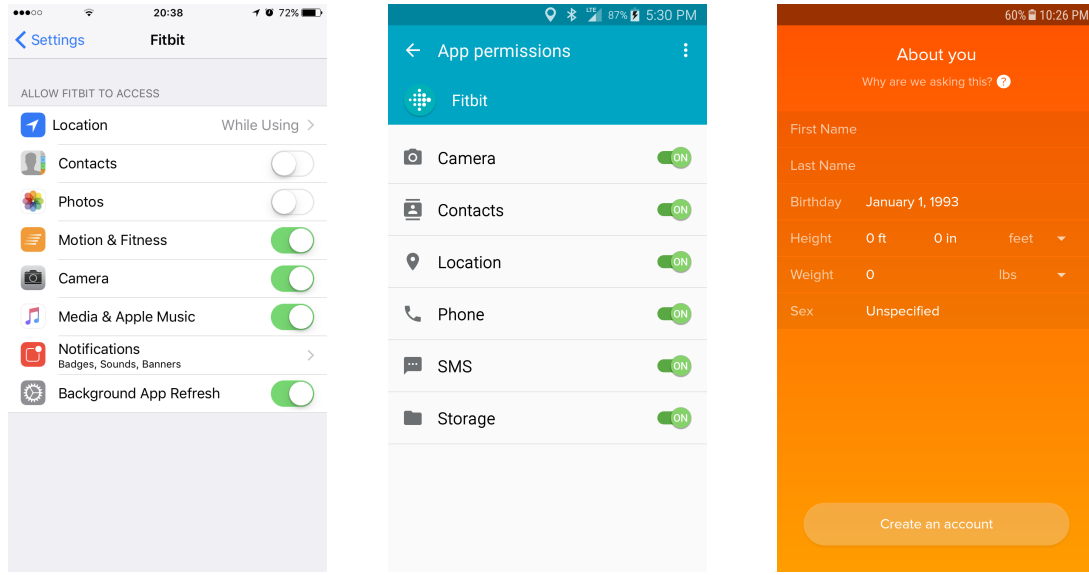 20:38
72%
Settings
Fitbit
ALLOW FITBIT TO ACCESS
Location While Using
Contacts
Photos
Motion & Fitness
Camera
Media & Apple Music
Notifications
Badges, Sounds, Banners
Background App Refresh
LTE 87% 5:30 PM
App permissions
Fitbit
Camera ON
Contacts ON
Location ON
Phone ON
SMS ON
Storage ON
60% 10:26 PM
About you
Why are we asking this? ?
First Name
Last Name
Birthday January 1, 1993
Height 0 ft 0 in feet
Weight 0 lbs
Sex Unspecified
Create an account